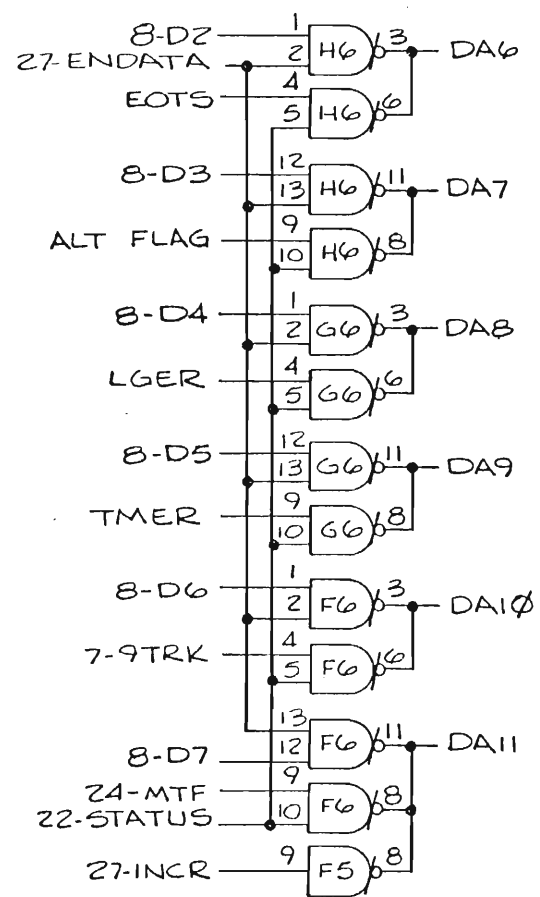 8-D2 1 H6 3 DA6
27-ENDATA 2
EOTS 4 H6 6
5
8-D3 12 H6 11 DA7
13
ALT FLAG 9 H6 8
10
8-D4 1 G6 3 DA8
2
LGER 4 G6 6
5
8-D5 12 G6 11 DA9
13
TMER 9 G6 8
10
8-D6 1 F6 3 DA1Ø
2
7-9TRK 4 F6 6
5
13 F6 11 DA11
8-D7 12
24-MTF 9 F6 8
22-STATUS 10
27-INCR 9 F5 8